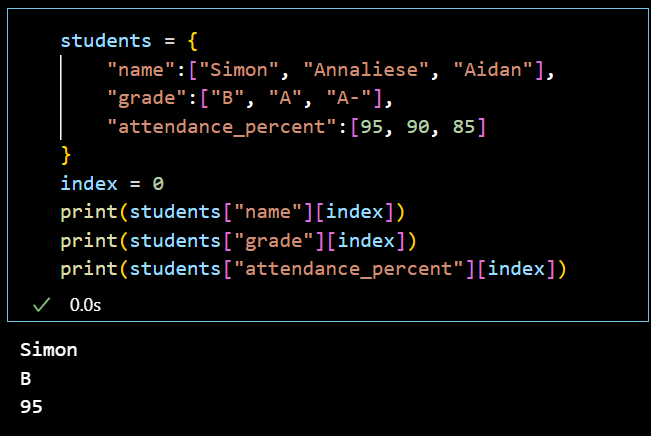 students = {
    "name":["Simon", "Annaliese", "Aidan"],
    "grade":["B", "A", "A-"],
    "attendance_percent":[95, 90, 85]
}
index = 0
print(students["name"][index])
print(students["grade"][index])
print(students["attendance_percent"][index])
0.0s
Simon
B
95